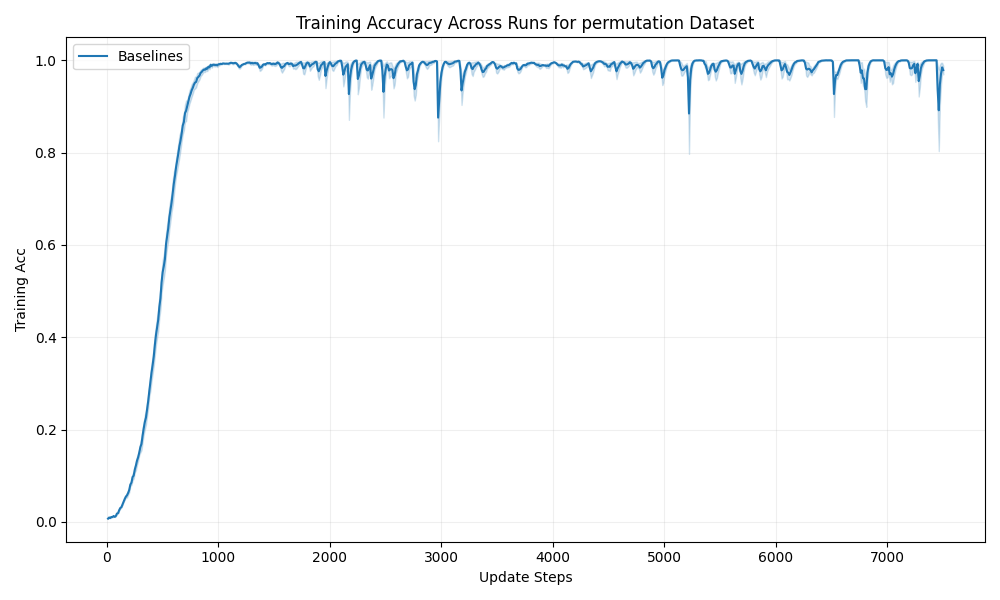 Training Accuracy Across Runs for permutation Dataset
Baselines
1.0
0.8
0.6
0.4
0.2
0.0
Training Acc
0 1000 2000 3000 4000 5000 6000 7000
Update Steps